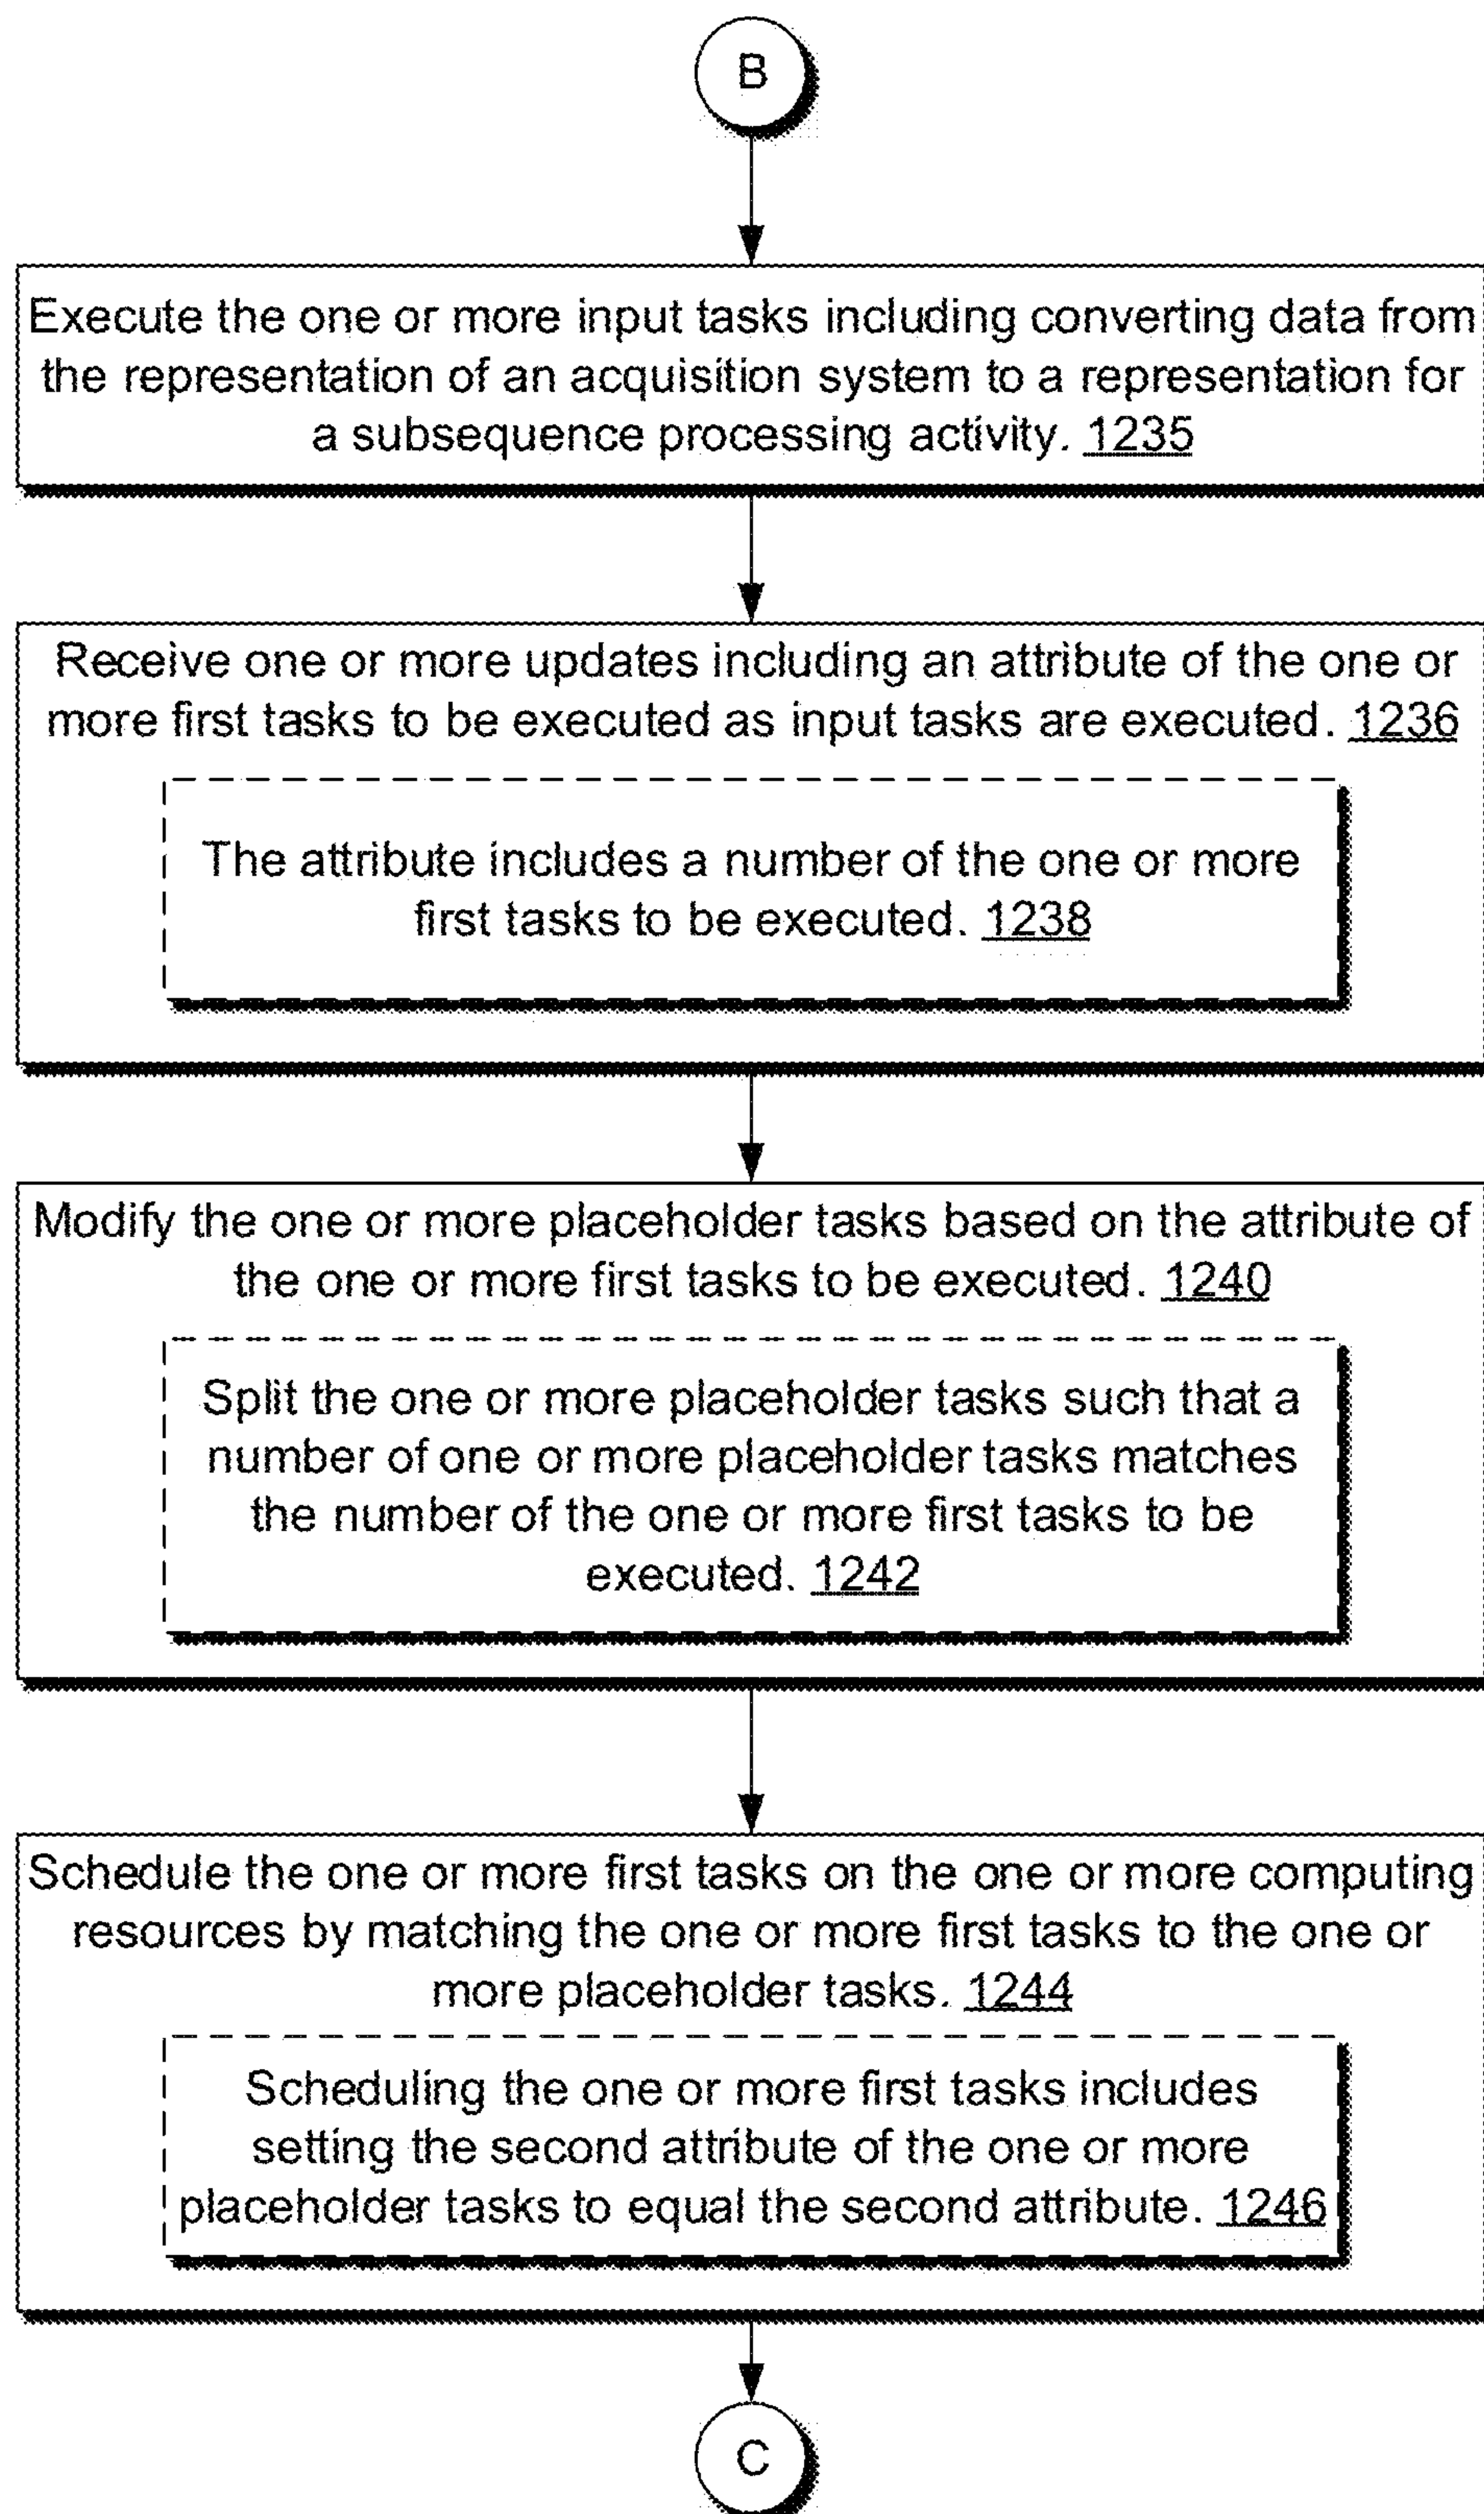 B
Execute the one or more input tasks including converting data from
the representation of an acquisition system to a representation for
a subsequence processing activity. 1235
Receive one or more updates including an attribute of the one or
more first tasks to be executed as input tasks are executed. 1236
The attribute includes a number of the one or more
first tasks to be executed. 1238
Modify the one or more placeholder tasks based on the attribute of
the one or more first tasks to be executed. 1240
Split the one or more placeholder tasks such that a
number of one or more placeholder tasks matches
the number of the one or more first tasks to be
executed. 1242
Schedule the one or more first tasks on the one or more computing
resources by matching the one or more first tasks to the one or
more placeholder tasks. 1244
Scheduling the one or more first tasks includes
setting the second attribute of the one or more
placeholder tasks to equal the second attribute. 1246
C